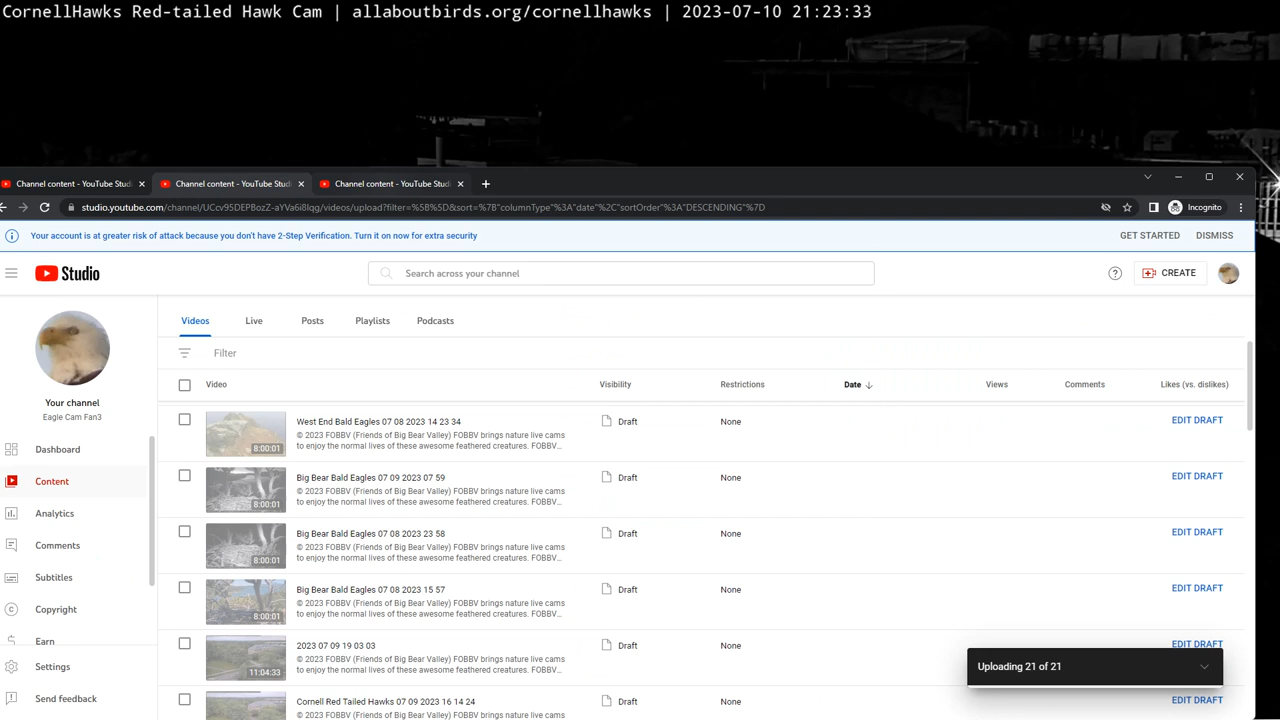 CornellHawks Red-tailed Hawk Cam | allaboutbirds.org/cornellhawks | 2023-07-10 21:23:33
Channel content - YouTube Studi
Channel content - YouTube Studi
Channel content - YouTube Studi
studio.youtube.com/channel/UCcv95DEP8ozZ-aYVa6i8lqg/videos/upload?filter=%5B%5D&sort=%7B"columnType"%3A"date"%2C"sortOrder"%3A"DESCENDING"%7D
Incognito
Your account is at greater risk of attack because you don't have 2-Step Verification. Turn it on now for extra security
GET STARTED
DISMISS
Studio
Search across your channel
CREATE
Your channel
Eagle Cam Fan3
Dashboard
Content
Analytics
Comments
Subtitles
Copyright
Earn
Settings
Send feedback
Videos
Live
Posts
Playlists
Podcasts
Filter
Video
Visibility
Restrictions
Date
Views
Comments
Likes (vs. dislikes)
8:00:01
West End Bald Eagles 07 08 2023 14 23 34
© 2023 FOBBV (Friends of Big Bear Valley) FOBBV brings nature live cams
to enjoy the normal lives of these awesome feathered creatures. FOBBV...
Draft
None
EDIT DRAFT
8:00:01
Big Bear Bald Eagles 07 09 2023 07 59
© 2023 FOBBV (Friends of Big Bear Valley) FOBBV brings nature live cams
to enjoy the normal lives of these awesome feathered creatures. FOBBV...
Draft
None
EDIT DRAFT
8:00:01
Big Bear Bald Eagles 07 08 2023 23 58
© 2023 FOBBV (Friends of Big Bear Valley) FOBBV brings nature live cams
to enjoy the normal lives of these awesome feathered creatures. FOBBV...
Draft
None
EDIT DRAFT
8:00:01
Big Bear Bald Eagles 07 08 2023 15 57
© 2023 FOBBV (Friends of Big Bear Valley) FOBBV brings nature live cams
to enjoy the normal lives of these awesome feathered creatures. FOBBV...
Draft
None
EDIT DRAFT
11:04:33
2023 07 09 19 03 03
© 2023 FOBBV (Friends of Big Bear Valley) FOBBV brings nature live cams
to enjoy the normal lives of these awesome feathered creatures. FOBBV...
Draft
None
EDIT DRAFT
Cornell Red Tailed Hawks 07 09 2023 16 14 24
© 2023 FOBBV (Friends of Big Bear Valley) FOBBV brings nature live cams
Draft
None
EDIT DRAFT
Uploading 21 of 21